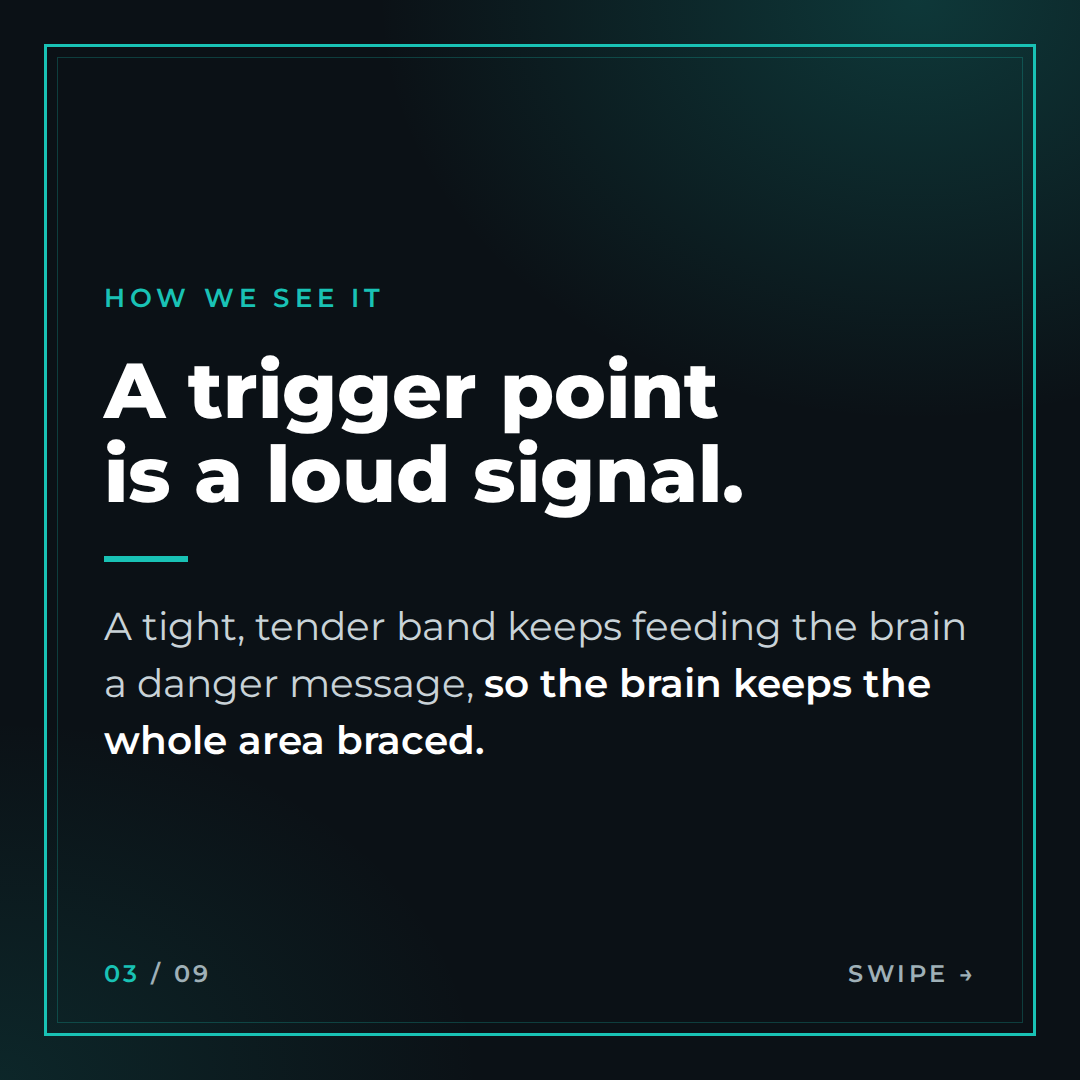 HOW WE SEE IT
A trigger point
is a loud signal.
A tight, tender band keeps feeding the brain
a danger message, so the brain keeps the
whole area braced.
03 / 09
SWIPE →